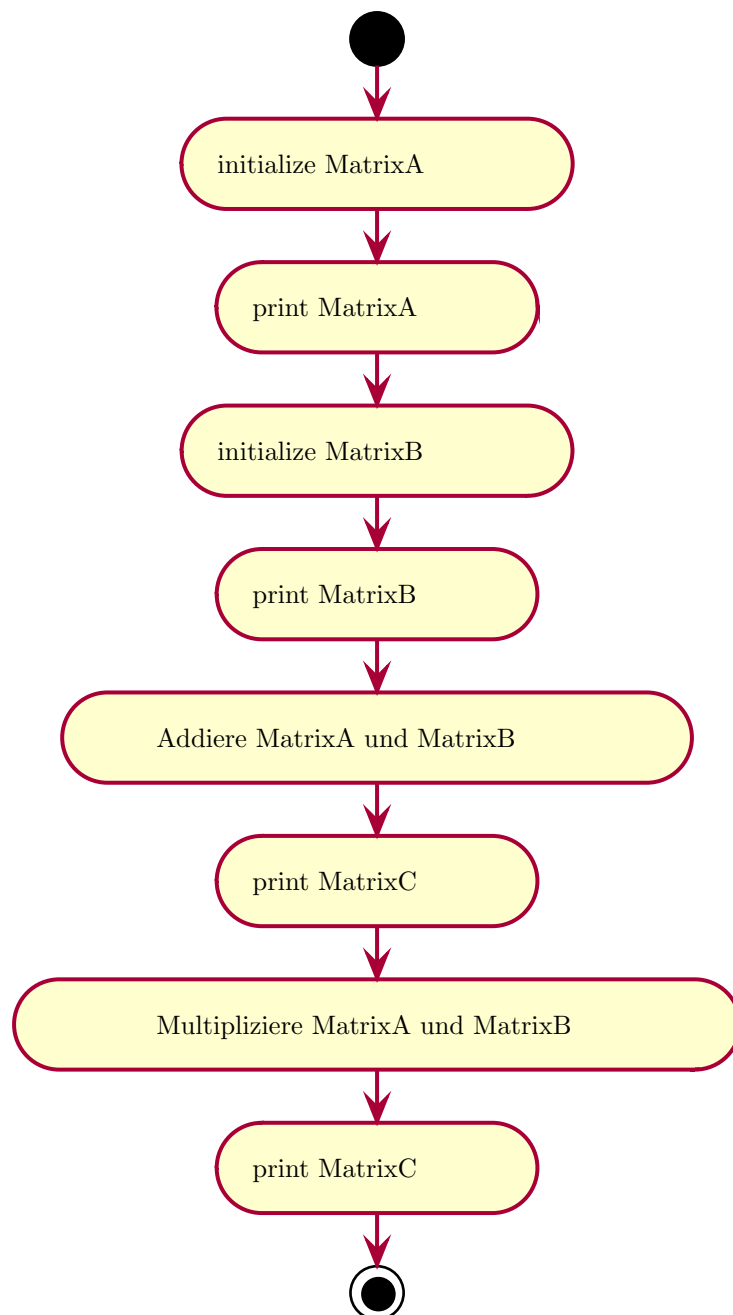 initialize MatrixA
print MatrixA
initialize MatrixB
print MatrixB
Addiere MatrixA und MatrixB
print MatrixC
Multipliziere MatrixA und MatrixB
print MatrixC